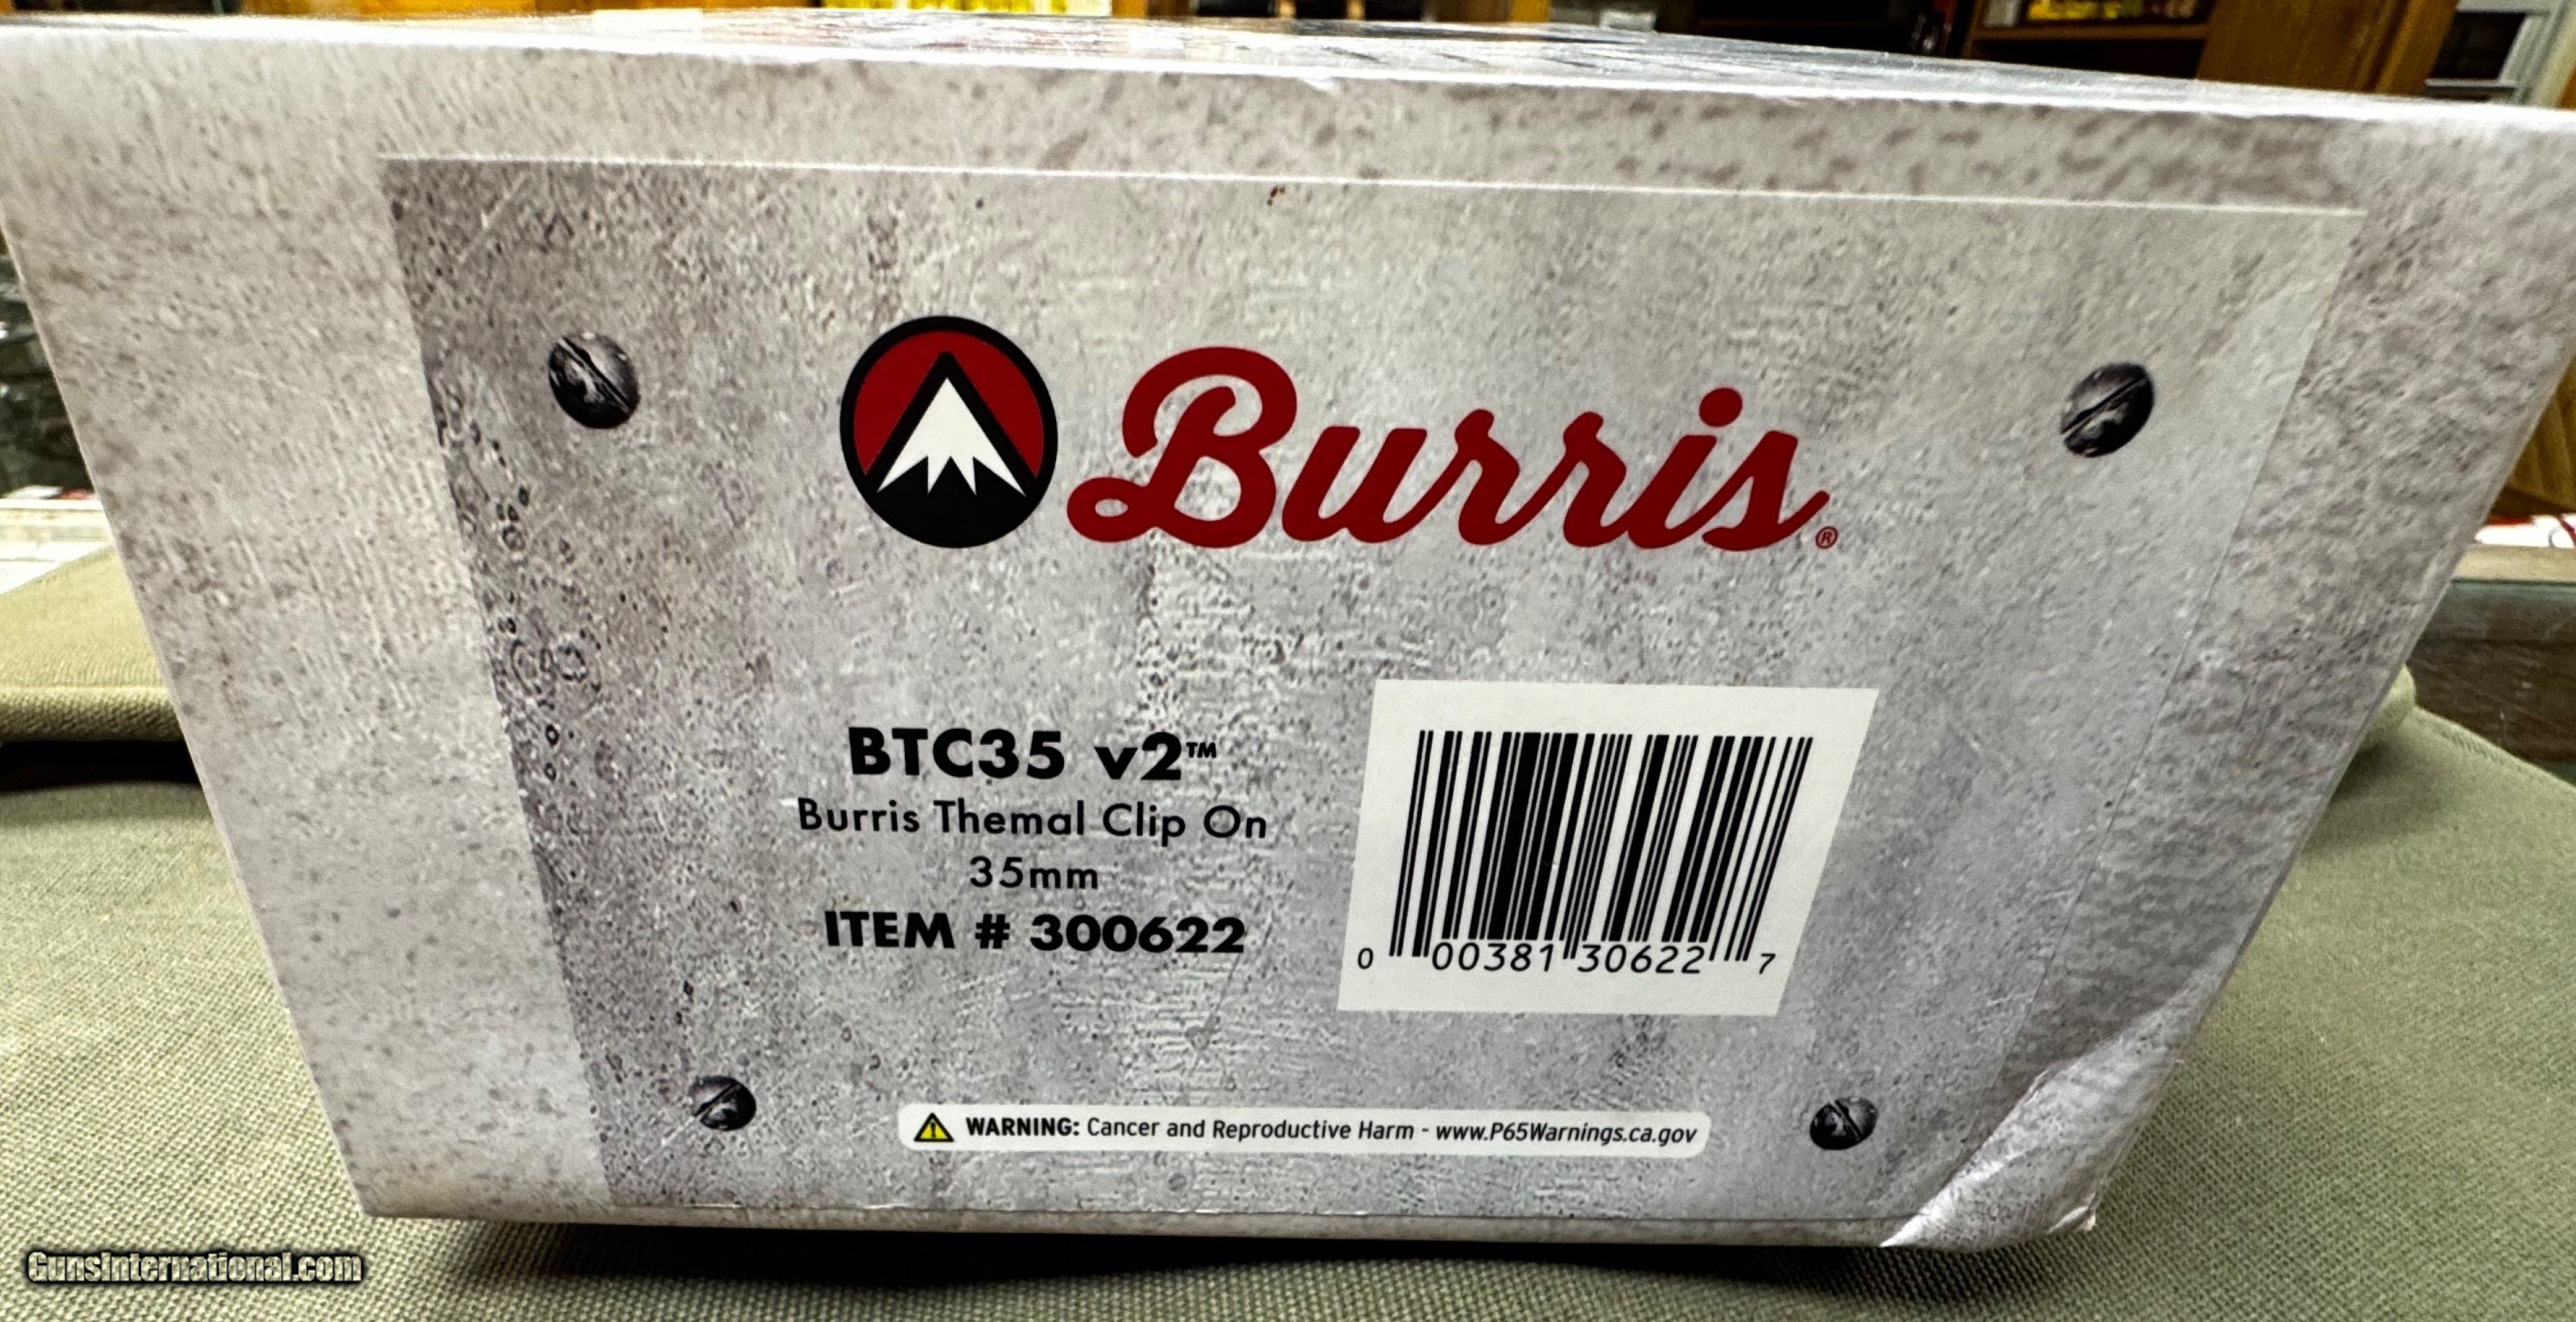 Burris®
BTC35 v2™
Burris Themal Clip On
35mm
ITEM # 300622
0 00381 30622 7
WARNING: Cancer and Reproductive Harm - www.P65Warnings.ca.gov
GunsInternational.com